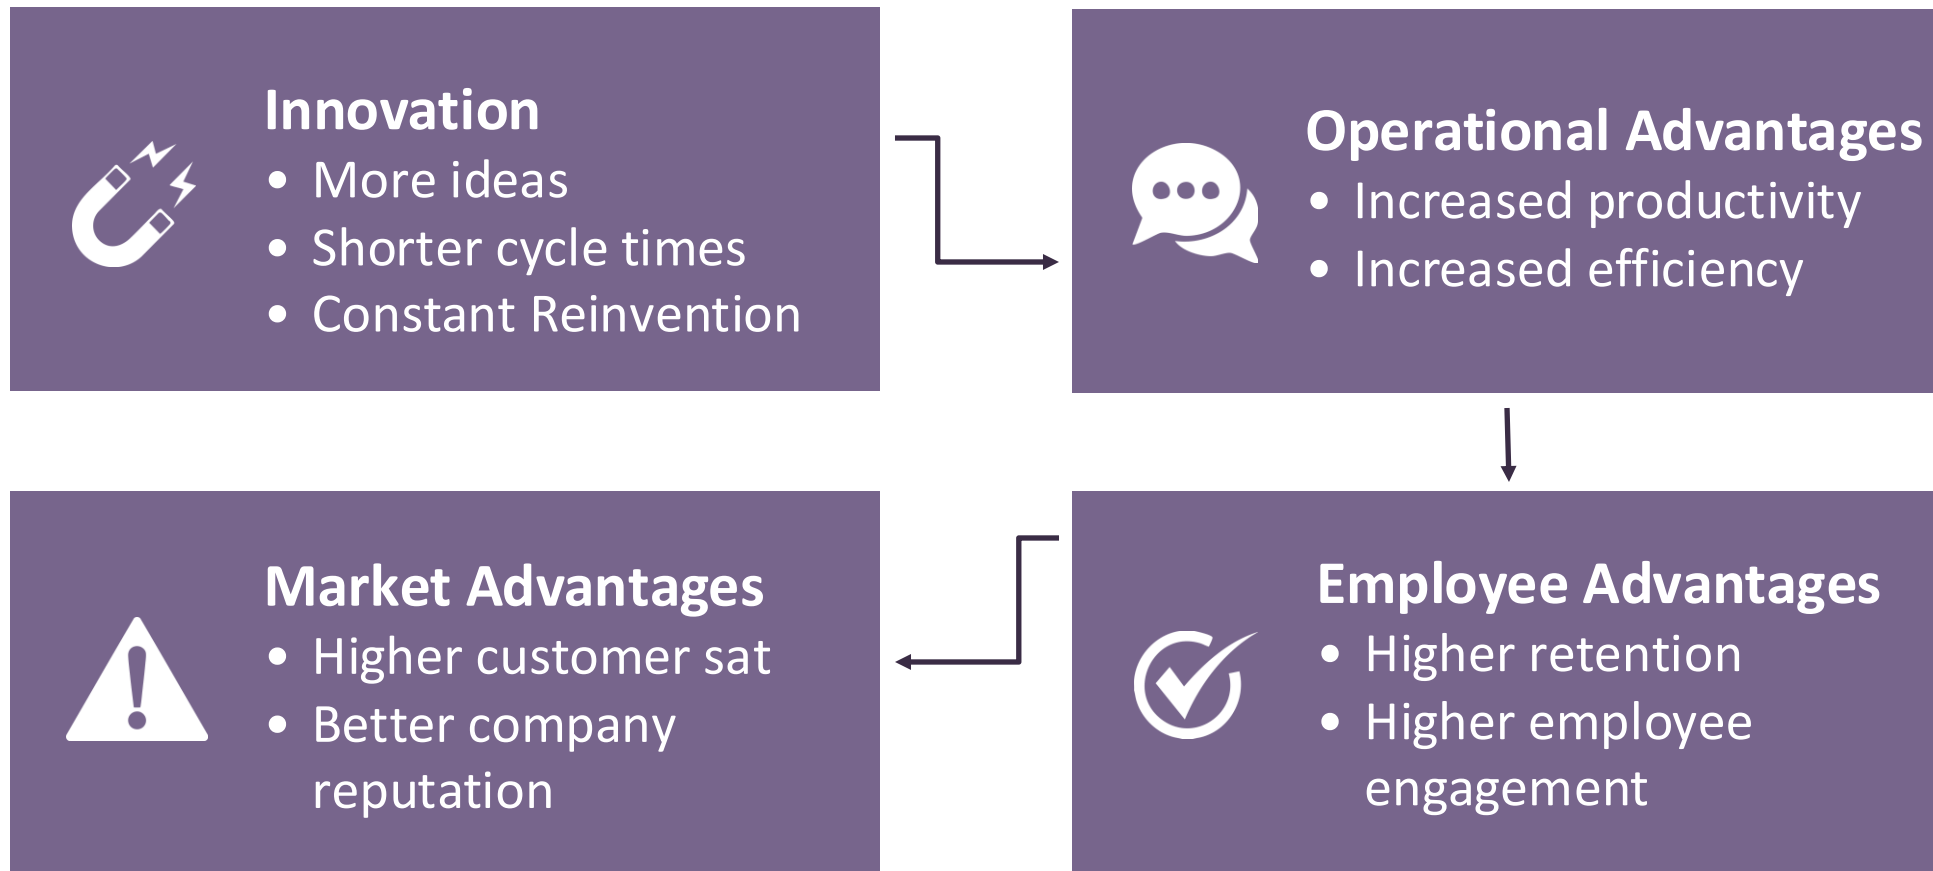 Innovation
• More ideas
• Shorter cycle times
• Constant Reinvention
Operational Advantages
• Increased productivity
• Increased efficiency
Employee Advantages
• Higher retention
• Higher employee
engagement
Market Advantages
• Higher customer sat
• Better company
reputation